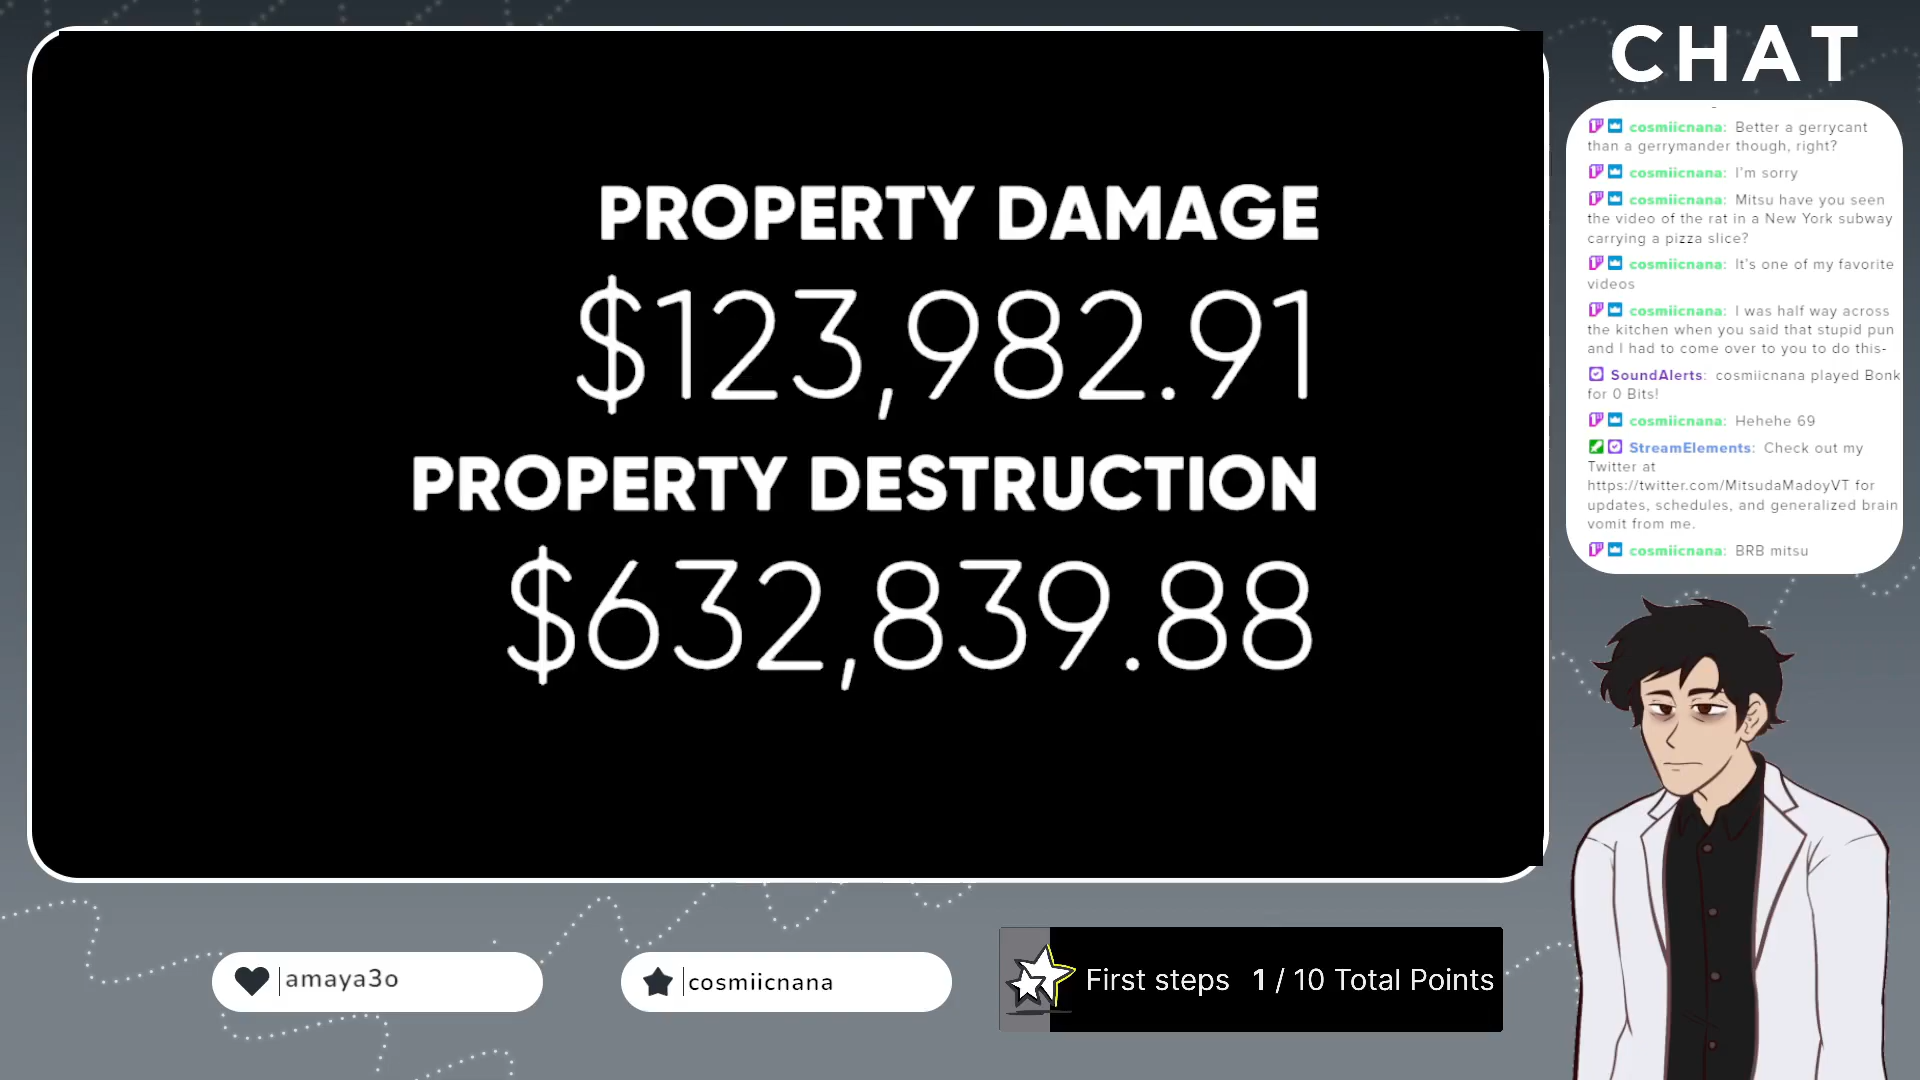 PROPERTY DAMAGE
$123,982.91
PROPERTY DESTRUCTION
$632,839.88
CHAT
cosmiicnana: Better a gerrycant
than a gerrymander though, right?
cosmiicnana: I'm sorry
cosmiicnana: Mitsu have you seen
the video of the rat in a New York subway
carrying a pizza slice?
cosmiicnana: It's one of my favorite
videos
cosmiicnana: I was half way across
the kitchen when you said that stupid pun
and I had to come over to you to do this-
SoundAlerts: cosmiicnana played Bonk
for 0 Bits!
cosmiicnana: Hehehe 69
StreamElements: Check out my
Twitter at
https://twitter.com/MitsudaMadoyVT for
updates, schedules, and generalized brain
vomit from me.
cosmiicnana: BRB mitsu
amaya3o
cosmiicnana
First steps 1 / 10 Total Points